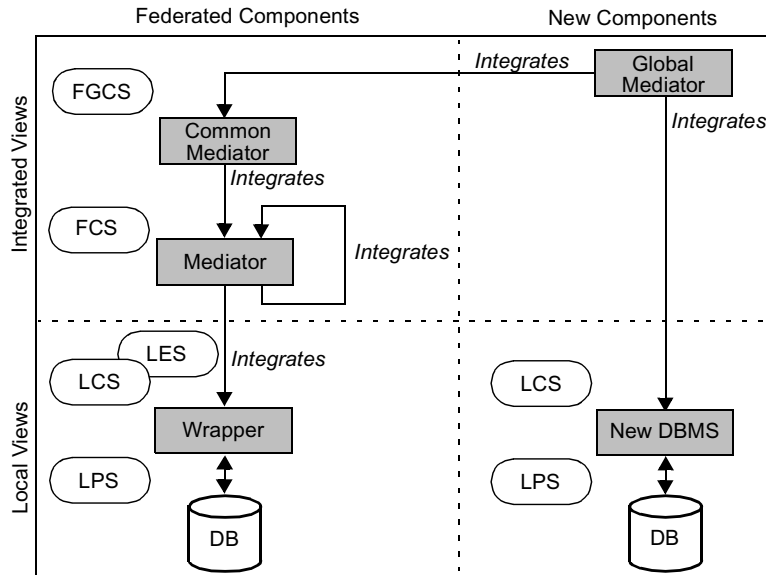 Federated Components
New Components
Integrated Views
Local Views
FGCS
Integrates
Global
Mediator
Common
Mediator
Integrates
Integrates
FCS
Mediator
Integrates
LES
Integrates
LCS
LCS
Wrapper
New DBMS
LPS
LPS
DB
DB